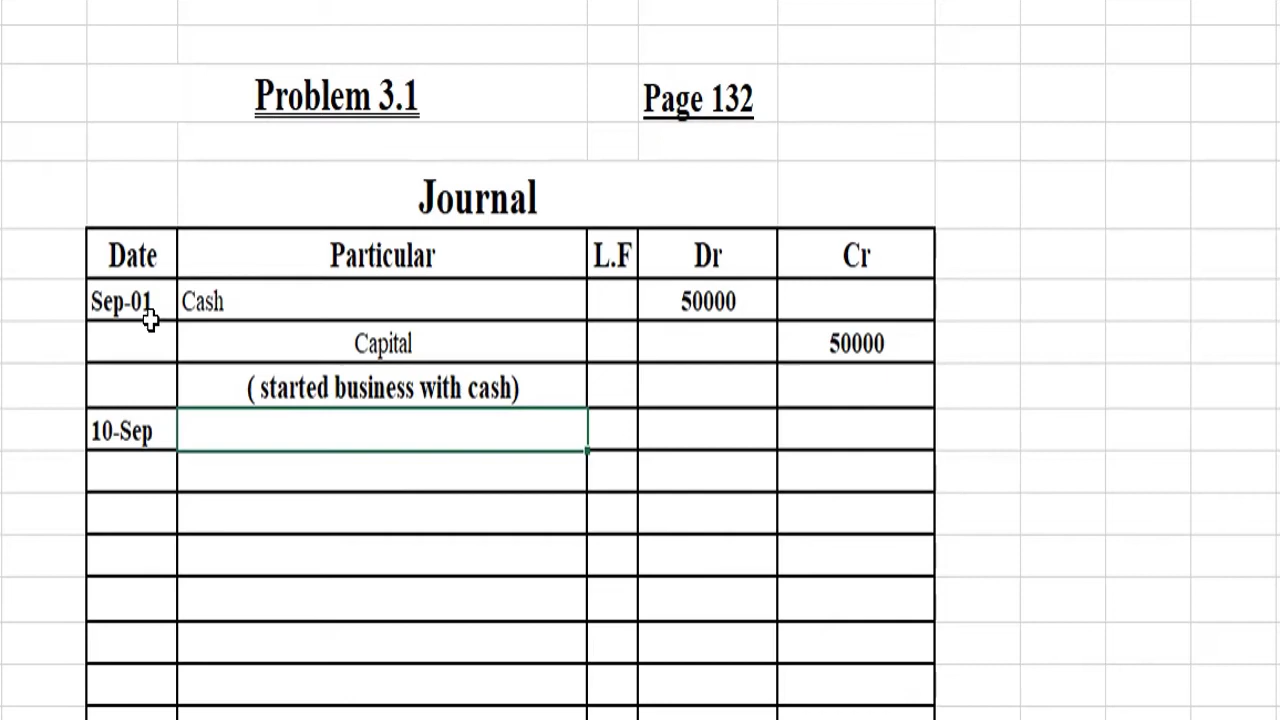 Problem 3.1 Page 132
Journal
Date Particular L.F Dr Cr
Sep-01 Cash 50000
Capital 50000
( started business with cash)
10-Sep